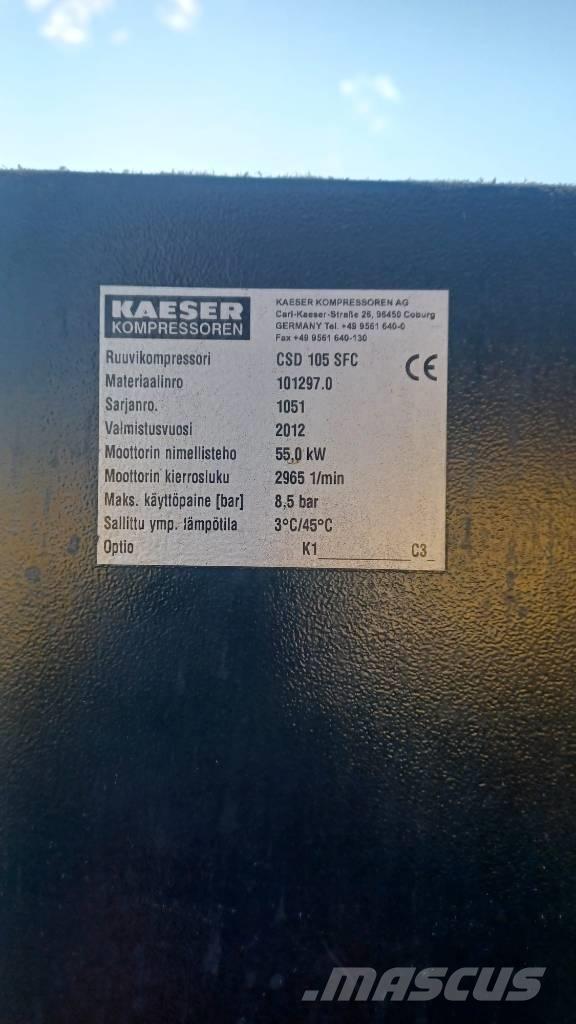 KAESER
KOMPRESSOREN
KAESER KOMPRESSOREN AG
Carl-Kaeser-Straße 26, 96450 Coburg
GERMANY Tel. +49 9561 640-0
Fax +49 9561 640-130
CE
Ruuvikompressori CSD 105 SFC
Materiaalinro 101297.0
Sarjanro. 1051
Valmistusvuosi 2012
Moottorin nimellisteho 55,0 kW
Moottorin kierrosluku 2965 1/min
Maks. käyttöpaine [bar] 8,5 bar
Sallittu ymp. lämpötila 3°C/45°C
Optio K1____________C3_
MASCUS